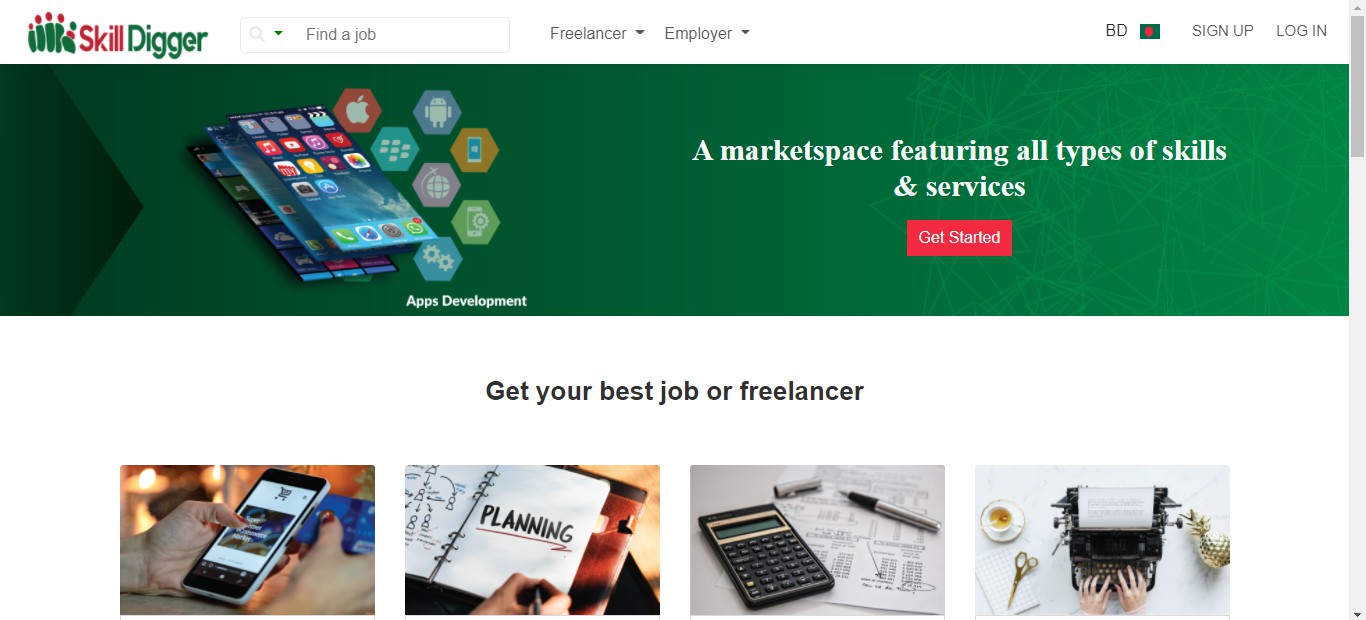 Skill Digger
Find a job
Freelancer
Employer
BD
SIGN UP
LOG IN
A marketspace featuring all types of skills
& services
Get Started
Apps Development
Get your best job or freelancer
PLANNING